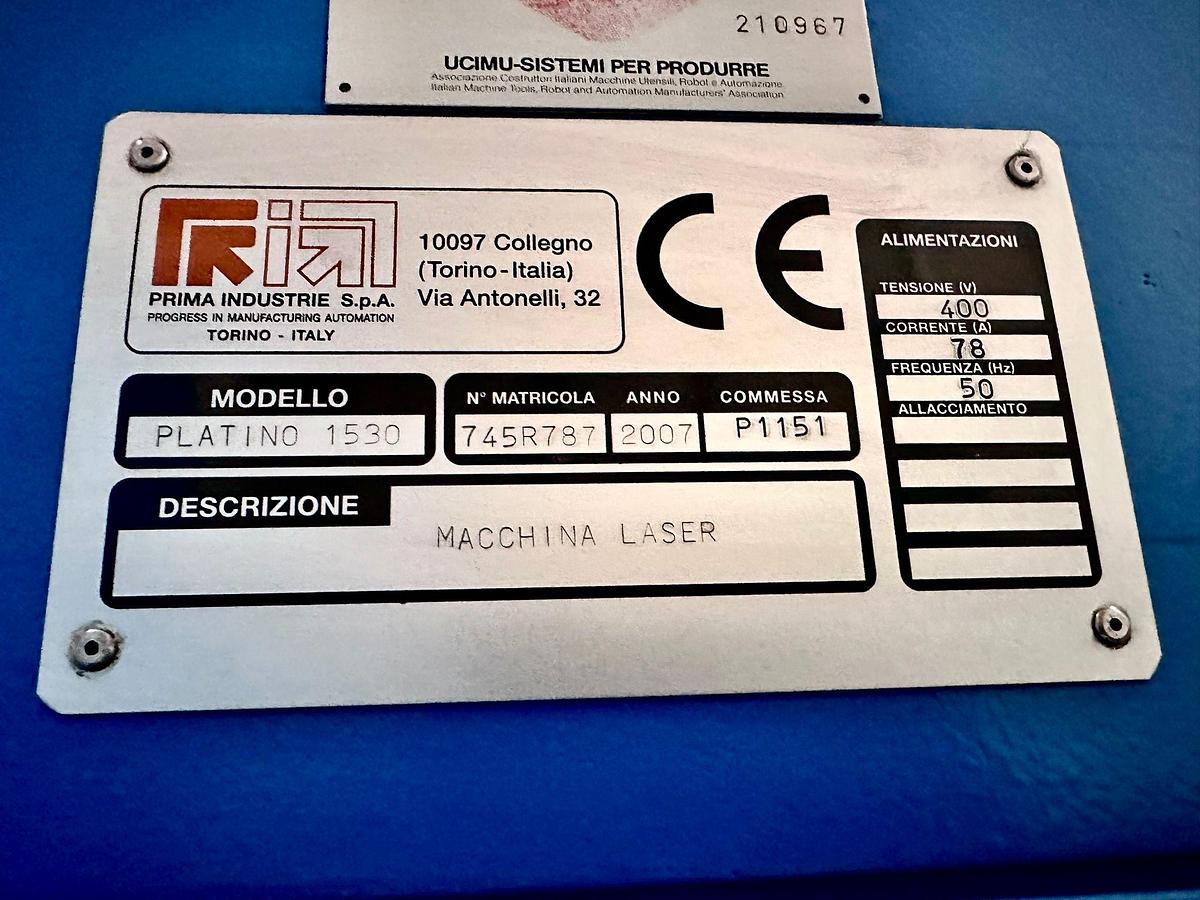 210967
UCIMU-SISTEMI PER PRODURRE
Associazione Costruttori Italiani Macchine Utensili, Robot e Automazione
Italian Machine Tools, Robot and Automation Manufacturers' Association
PRIMA INDUSTRIE S.p.A.
PROGRESS IN MANUFACTURING AUTOMATION
TORINO - ITALY
10097 Collegno
(Torino-Italia)
Via Antonelli, 32
CE
ALIMENTAZIONI
TENSIONE (V)
400
CORRENTE (A)
78
FREQUENZA (Hz)
50
ALLACCIAMENTO
MODELLO
PLATINO 1530
N° MATRICOLA ANNO COMMESSA
745R787 2007 P1151
DESCRIZIONE
MACCHINA LASER